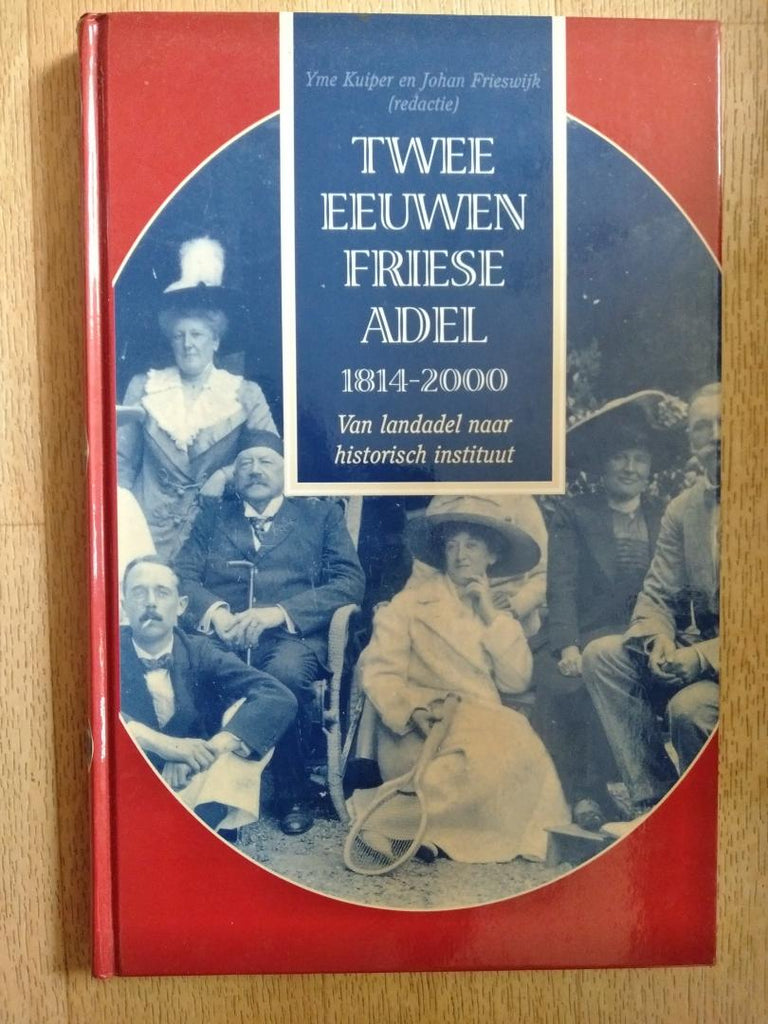 Yme Kuiper en Johan Frieswijk
(redactie)
TWEE
EEUWEN
FRIESE
ADEL
1814-2000
Van landadel naar
historisch instituut